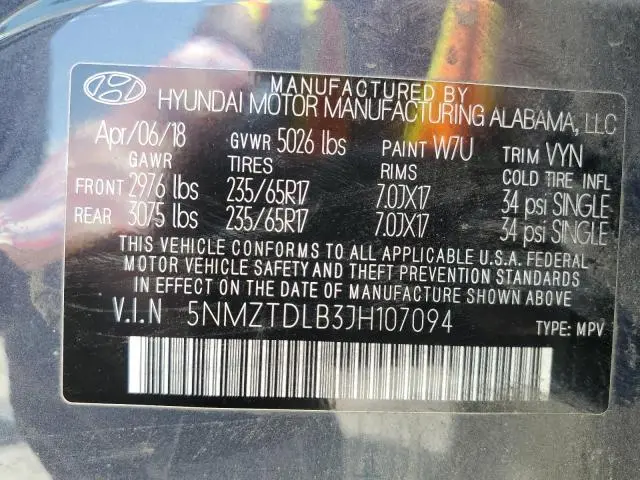 MANUFACTURED BY
HYUNDAI MOTOR MANUFACTURING ALABAMA, LLC
Apr/06/18 GVWR 5026 lbs PAINT W7U TRIM VYN
GAWR TIRES RIMS COLD TIRE INFL
FRONT 2976 lbs 235/65R17 7.0JX17 34 psi SINGLE
REAR 3075 lbs 235/65R17 7.0JX17 34 psi SINGLE
THIS VEHICLE CONFORMS TO ALL APPLICABLE U.S.A. FEDERAL
MOTOR VEHICLE SAFETY AND THEFT PREVENTION STANDARDS
IN EFFECT ON THE DATE OF MANUFACTURE SHOWN ABOVE.
V.I.N 5NMZTDLB3JH107094 TYPE: MPV